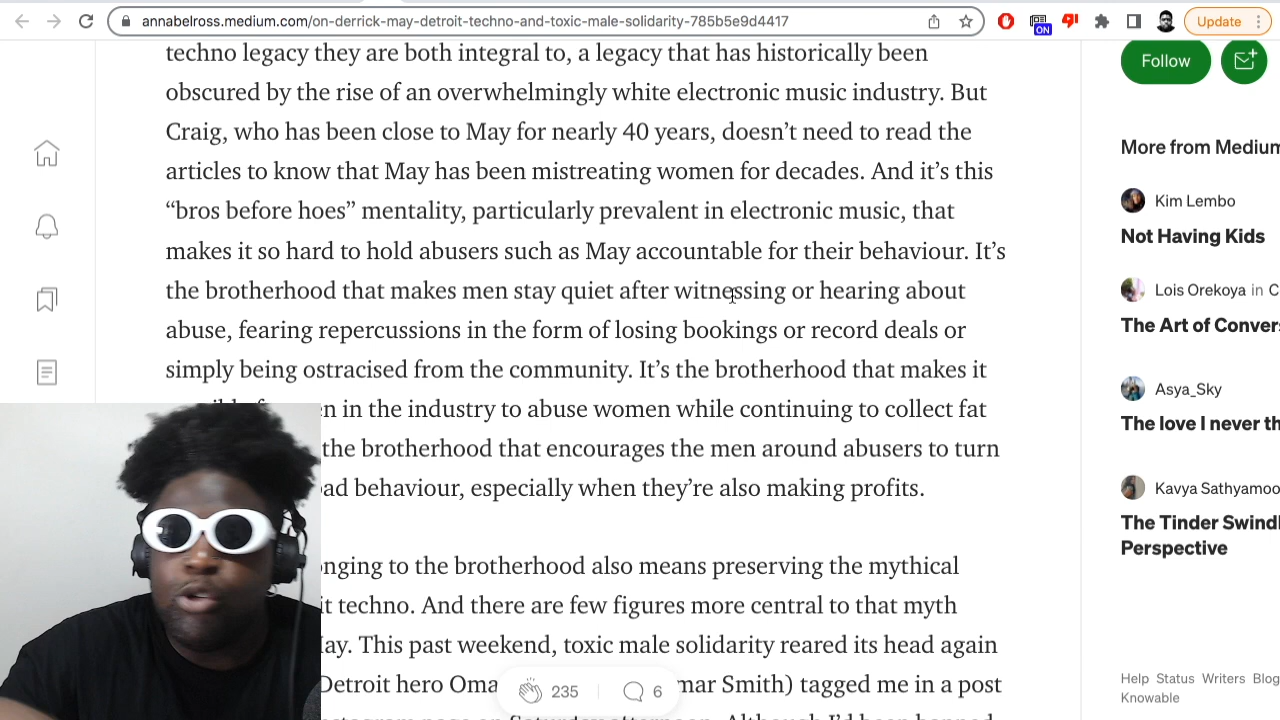 annabelross.medium.com/on-derrick-may-detroit-techno-and-toxic-male-solidarity-785b5e9d4417
ON
Update
techno legacy they are both integral to, a legacy that has historically been
obscured by the rise of an overwhelmingly white electronic music industry. But
Craig, who has been close to May for nearly 40 years, doesn’t need to read the
articles to know that May has been mistreating women for decades. And it’s this
“bros before hoes” mentality, particularly prevalent in electronic music, that
makes it so hard to hold abusers such as May accountable for their behaviour. It’s
the brotherhood that makes men stay quiet after witnessing or hearing about
abuse, fearing repercussions in the form of losing bookings or record deals or
simply being ostracised from the community. It’s the brotherhood that makes it
n in the industry to abuse women while continuing to collect fat
the brotherhood that encourages the men around abusers to turn
ad behaviour, especially when they’re also making profits.
nging to the brotherhood also means preserving the mythical
it techno. And there are few figures more central to that myth
ay. This past weekend, toxic male solidarity reared its head again
Detroit hero Oma
mar Smith) tagged me in a post
235
6
Follow
More from Medium
Kim Lembo
Not Having Kids
Lois Orekoya in C
The Art of Conver
Asya_Sky
The love I never th
Kavya Sathyamoo
The Tinder Swindl
Perspective
Help Status Writers Blog
Knowable